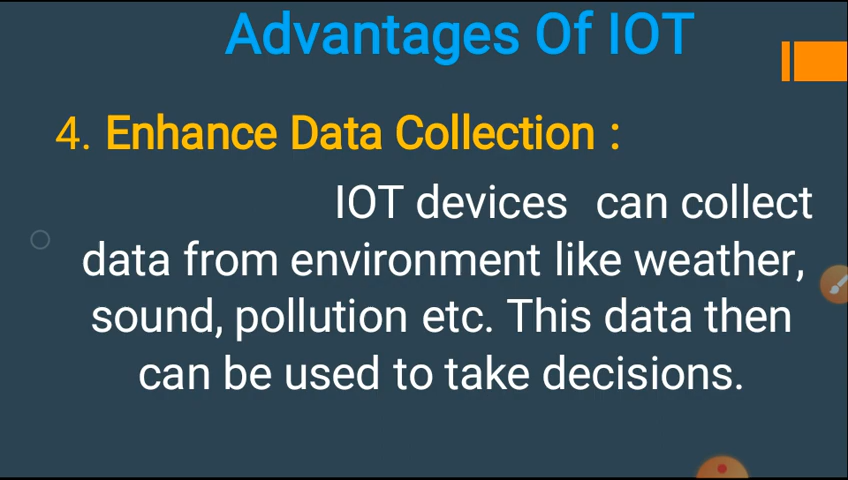 Advantages Of IOT
4. Enhance Data Collection :
IOT devices can collect
data from environment like weather,
sound, pollution etc. This data then
can be used to take decisions.